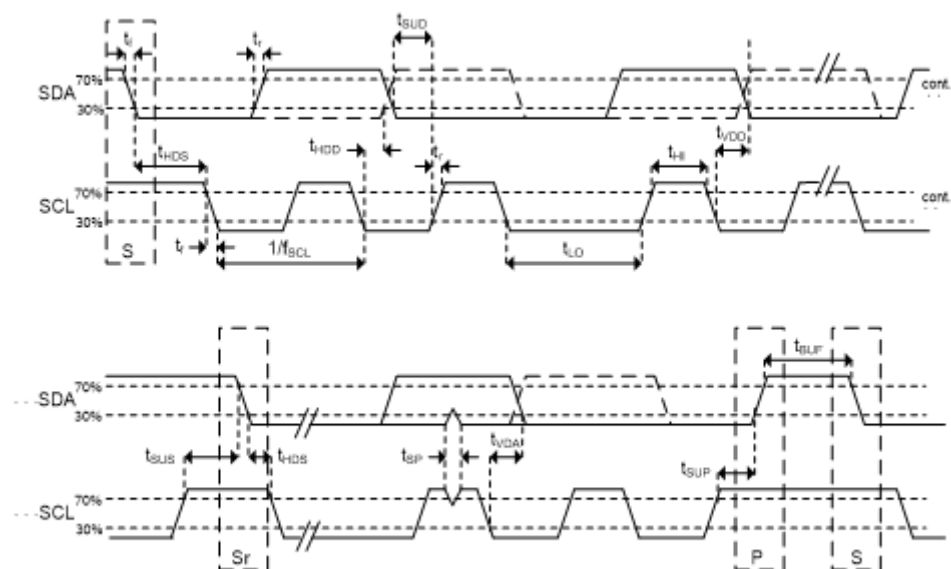 tf tr tSUD
70%
SDA
30%
cont.
tHDS tHDD tr tHI tVDD
70%
SCL
30%
cont.
S
tf 1/fSCL tLO
tBUF
70%
SDA
30%
tSUS tHDS tSP tVDA tSUP
70%
SCL
30%
Sr P S